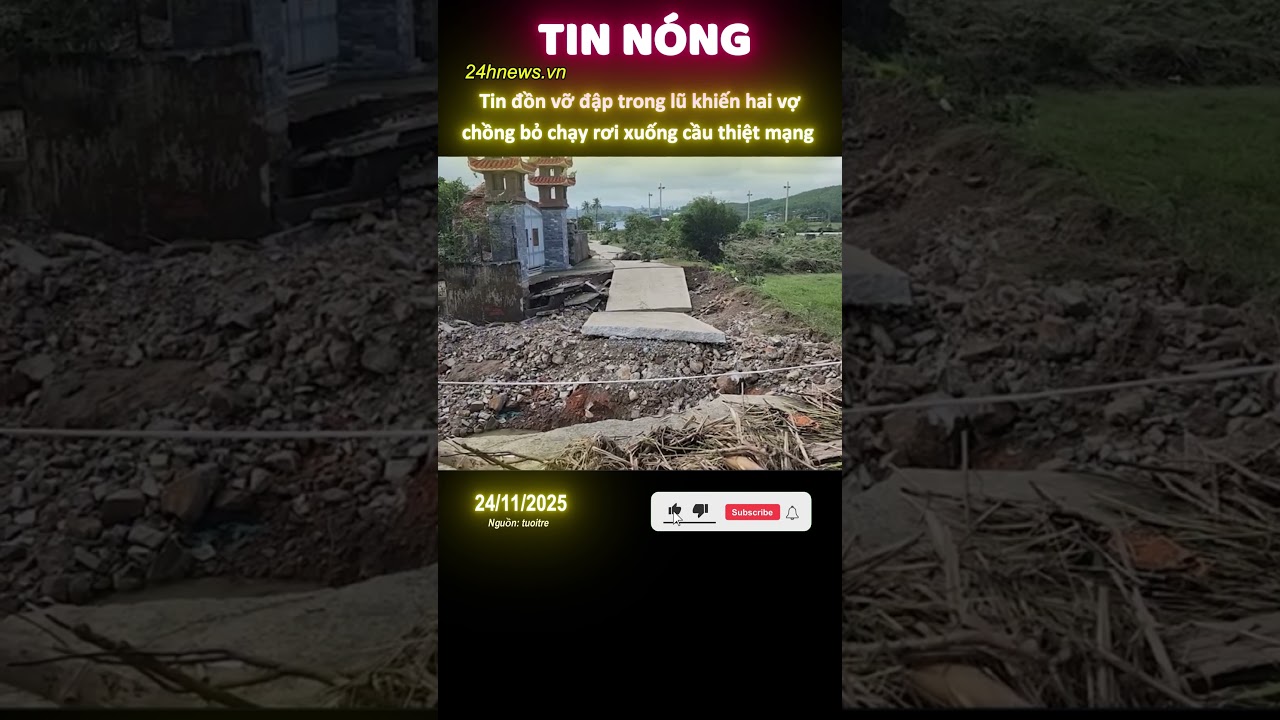 TIN NÓNG
24hnews.vn
Tin đồn vỡ đập trong lũ khiến hai vợ
chồng bỏ chạy rơi xuống cầu thiệt mạng
24/11/2025
Nguồn: tuoitre
Subscribe